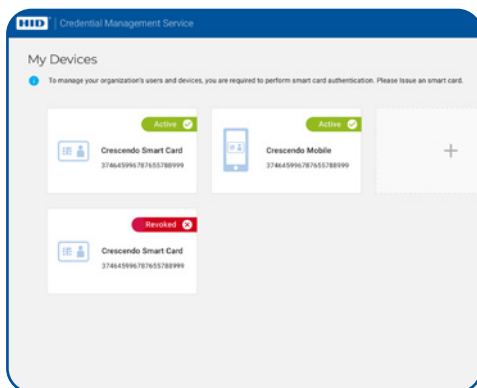 HID | Credential Management Service
My Devices
To manage your organization's users and devices, you are required to perform smart card authentication. Please Issue an smart card.
Active
Crescendo Smart Card
374645996787655788999
Active
Crescendo Mobile
374645996787655788999
Revoked
Crescendo Smart Card
374645996787655788999